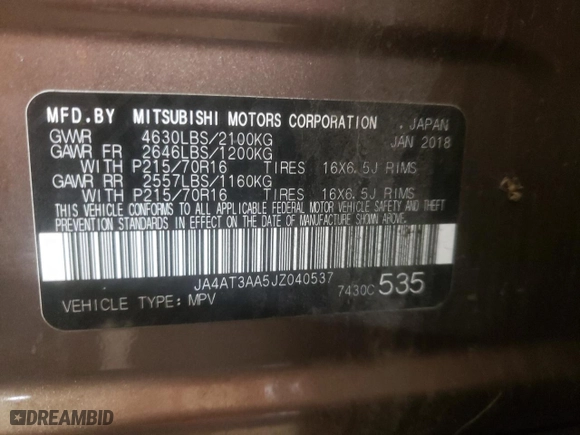 MFD.BY MITSUBISHI MOTORS CORPORATION JAPAN
GVWR 4630LBS/2100KG JAN 2018
GAWR FR 2646LBS/1200KG
WITH P215/70R16 TIRES 16X6.5J RIMS
GAWR RR 2557LBS/1160KG
WITH P215/70R16 TIRES 16X6.5J RIMS
THIS VEHICLE CONFORMS TO ALL APPLICABLE FEDERAL MOTOR VEHICLE SAFETY AND THEFT
PREVENTION STANDARDS IN EFFECT ON THE DATE OF MANUFACTURE SHOWN ABOVE.
JA4AT3AA5JZ040537
VEHICLE TYPE: MPV 7430C 535
DREAMBID